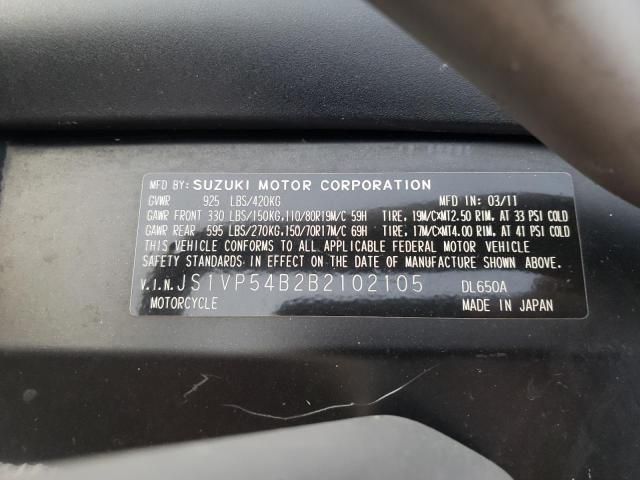 MFD BY: SUZUKI MOTOR CORPORATION
GVWR 925 LBS/420KG MFD IN: 03/11
GAWR FRONT 330 LBS/150KG,110/80R19M/C 59H TIRE, 19M/C×MT2.50 RIM, AT 33 PSI COLD
GAWR REAR 595 LBS/270KG,150/70R17M/C 69H TIRE, 17M/C×MT4.00 RIM, AT 41 PSI COLD
THIS VEHICLE CONFORMS TO ALL APPLICABLE FEDERAL MOTOR VEHICLE
SAFETY STANDARDS IN EFFECT ON THE DATE OF MANUFACTURE SHOWN ABOVE.
V.I.N. JS1VP54B2B2102105 DL650A
MOTORCYCLE MADE IN JAPAN